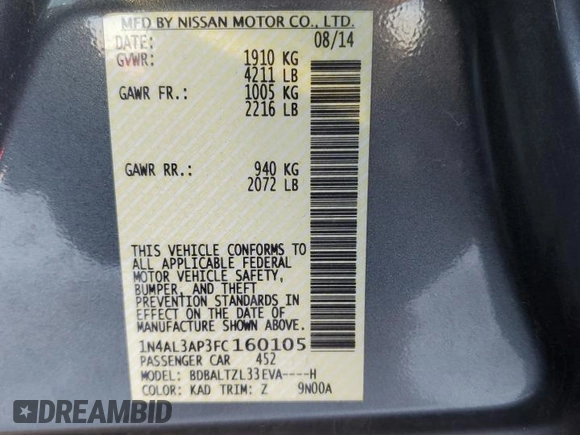 MFD BY NISSAN MOTOR CO., LTD.
DATE: 08/14
GVWR: 1910 KG
4211 LB
GAWR FR.: 1005 KG
2216 LB
GAWR RR.: 940 KG
2072 LB
THIS VEHICLE CONFORMS TO
ALL APPLICABLE FEDERAL
MOTOR VEHICLE SAFETY,
BUMPER, AND THEFT
PREVENTION STANDARDS IN
EFFECT ON THE DATE OF
MANUFACTURE SHOWN ABOVE.
1N4AL3AP3FC160105
PASSENGER CAR 452
MODEL: BDBALTZL33EVA----H
COLOR: KAD TRIM: Z 9N00A
DREAMBID